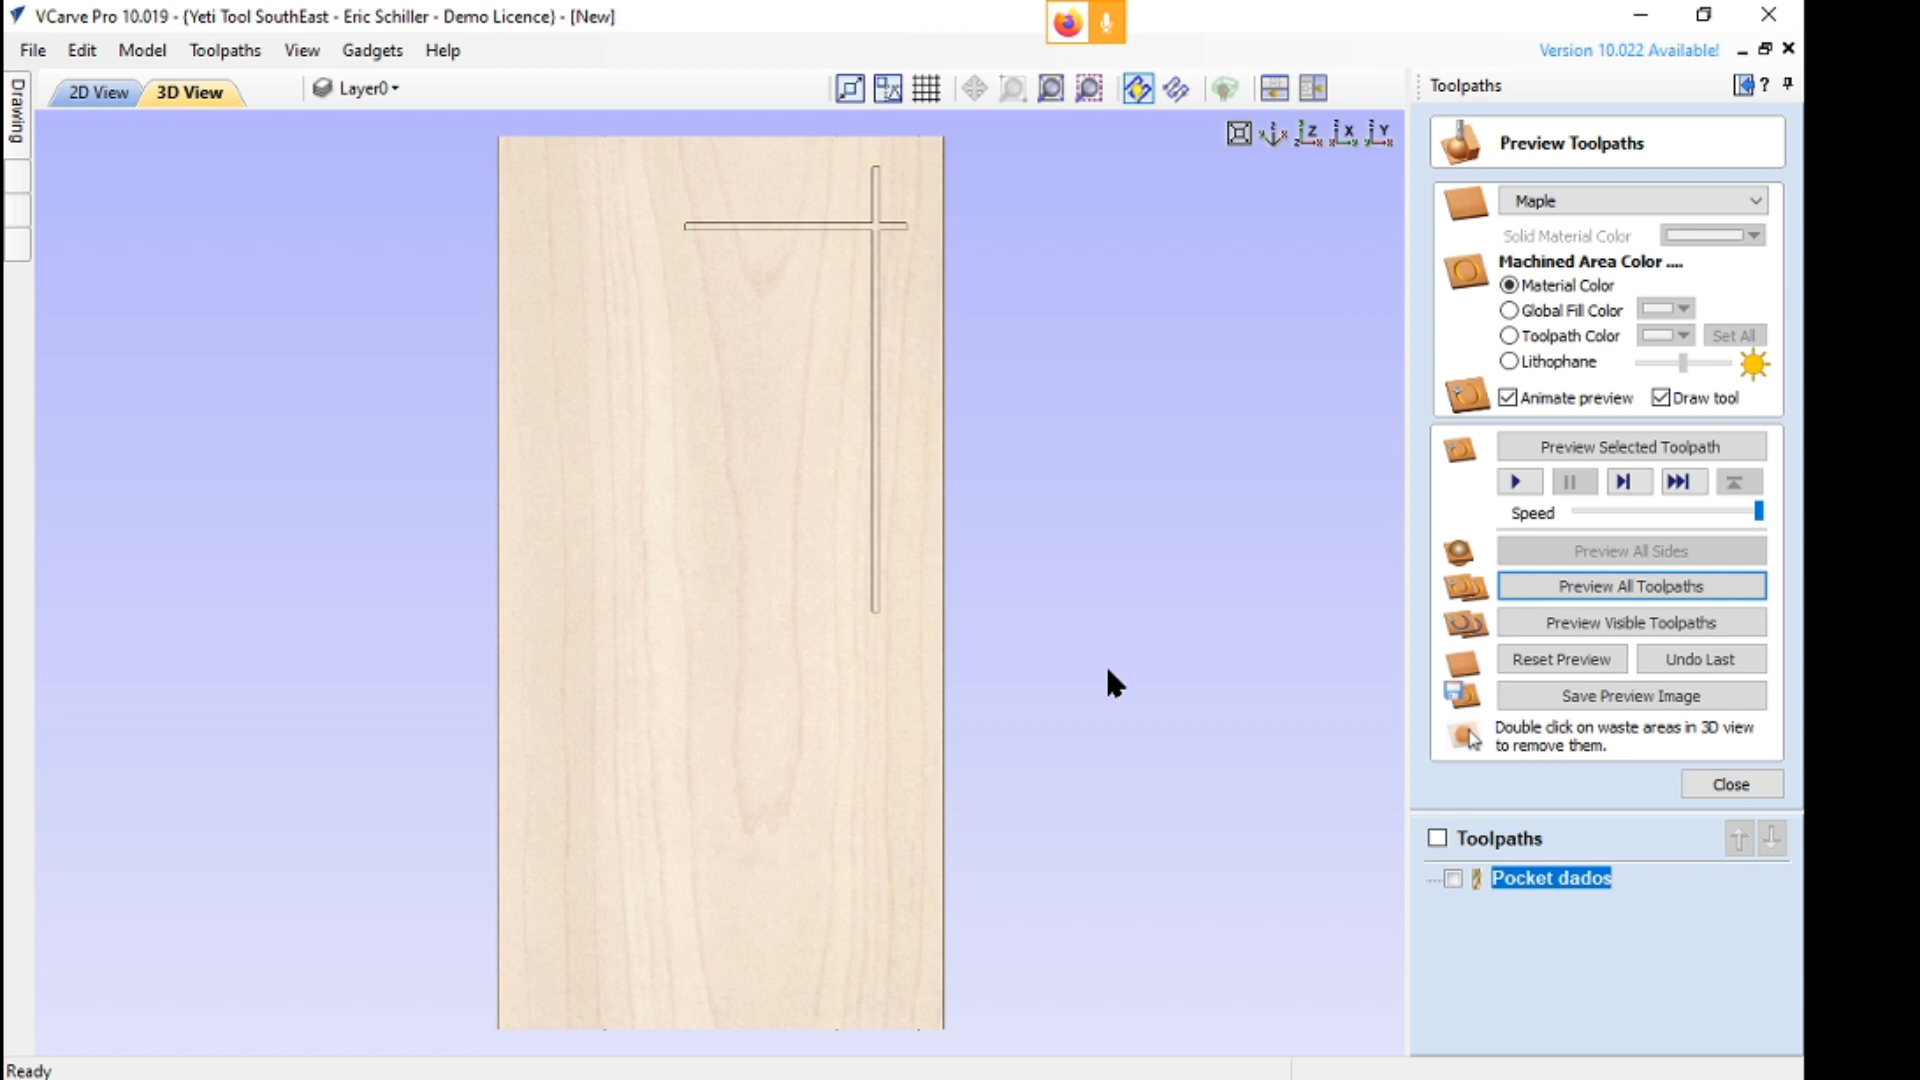 VCarve Pro 10.019 - {Yeti Tool SouthEast - Eric Schiller - Demo Licence} - [New]
File Edit Model Toolpaths View Gadgets Help
Version 10.022 Available!
Drawing
2D View
3D View
Layer0
Toolpaths
?
Z
X
Y
Preview Toolpaths
Maple
Solid Material Color
Machined Area Color ....
Material Color
Global Fill Color
Toolpath Color
Set All
Lithophane
Animate preview
Draw tool
Preview Selected Toolpath
Speed
Preview All Sides
Preview All Toolpaths
Preview Visible Toolpaths
Reset Preview
Undo Last
Save Preview Image
Double click on waste areas in 3D view
to remove them.
Close
Toolpaths
Pocket dados
Ready